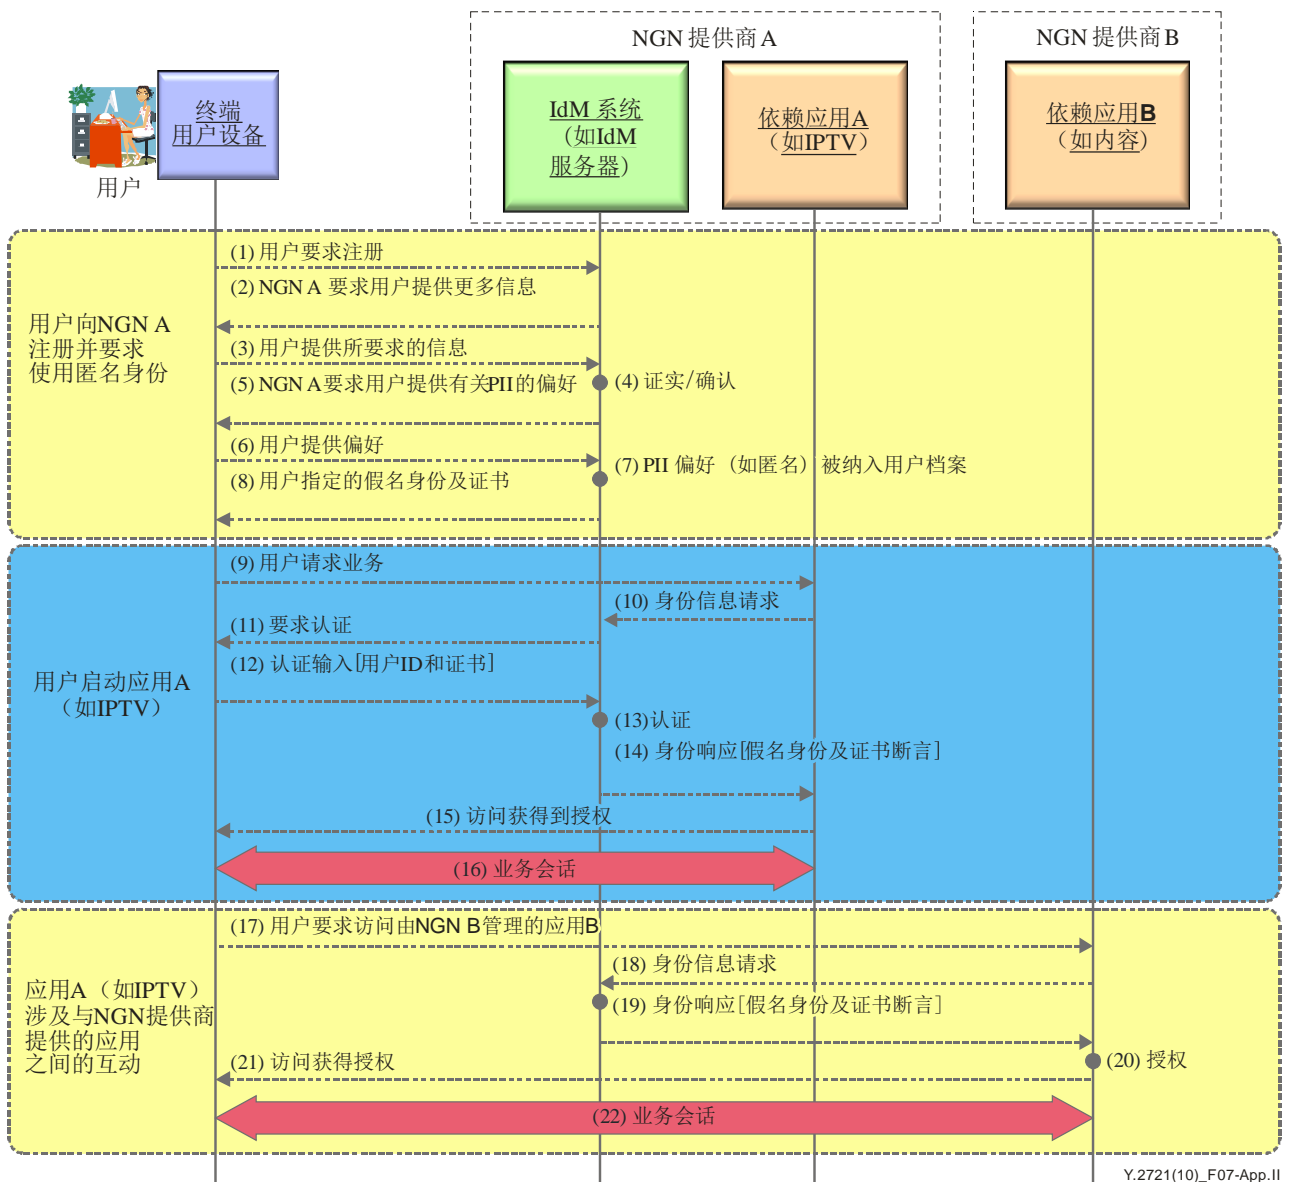 NGN 提供商 A
NGN 提供商 B
用户
终端
用户设备
IdM 系统
（如IdM
服务器）
依赖应用A
（如IPTV）
依赖应用B
（如内容）
用户向NGN A
注册并要求
使用匿名身份
(1) 用户要求注册
(2) NGN A 要求用户提供更多信息
(3) 用户提供所要求的信息
(4) 证实/确认
(5) NGN A要求用户提供有关PII的偏好
(6) 用户提供偏好
(7) PII 偏好（如匿名）被纳入用户档案
(8) 用户指定的假名身份及证书
用户启动应用A
（如IPTV）
(9) 用户请求业务
(10) 身份信息请求
(11) 要求认证
(12) 认证输入[用户ID和证书]
(13)认证
(14) 身份响应[假名身份及证书断言]
(15) 访问获得到授权
(16) 业务会话
应用A（如IPTV）
涉及与NGN提供商
提供的应用
之间的互动
(17) 用户要求访问由NGN B管理的应用B
(18) 身份信息请求
(19) 身份响应[假名身份及证书断言]
(20) 授权
(21) 访问获得授权
(22) 业务会话
Y.2721(10)_F07-App.II